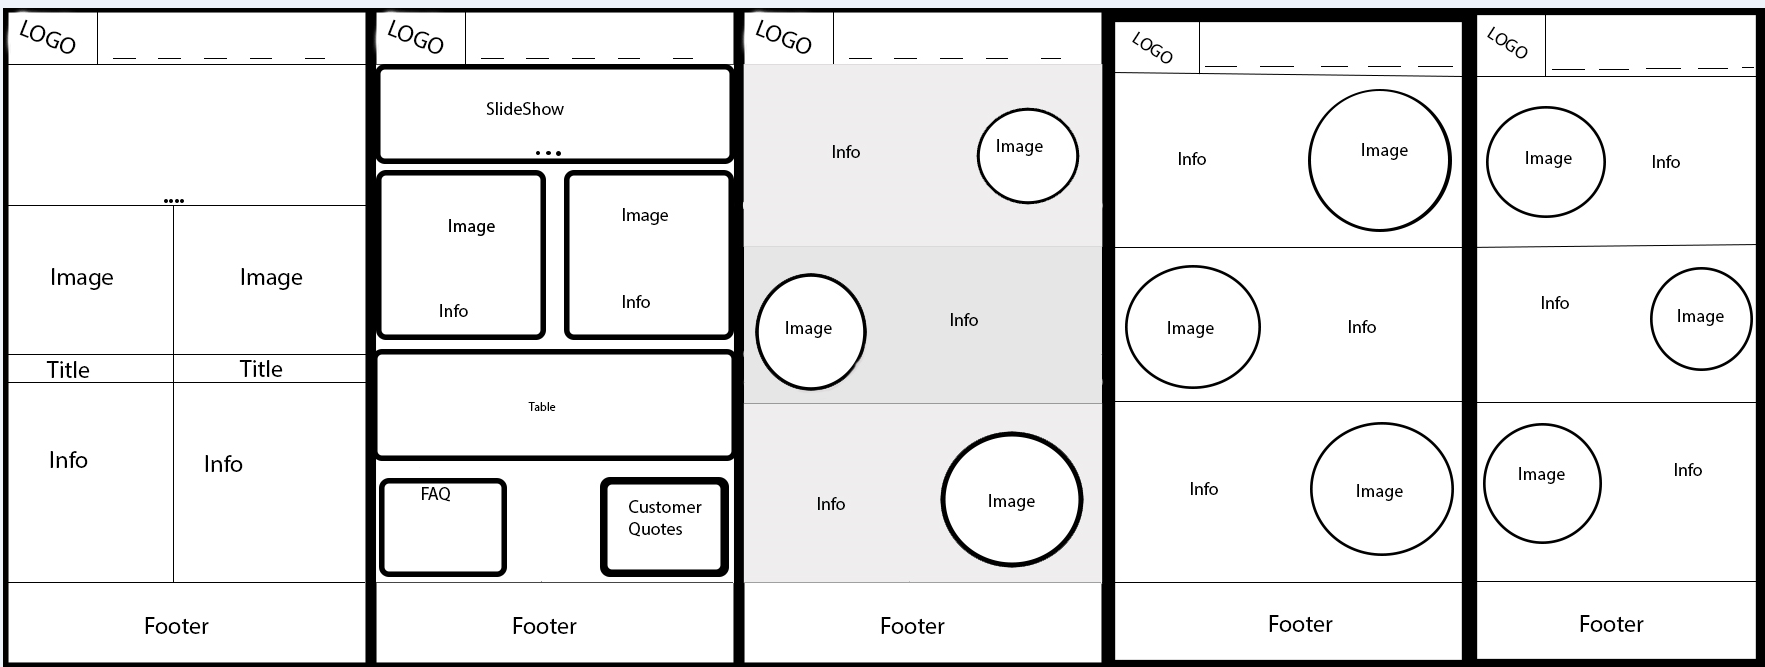 LOGO
....
Image
Image
Title
Title
Info
Info
Footer
LOGO
SlideShow
...
Image
Info
Image
Info
Table
FAQ
Customer
Quotes
Footer
LOGO
Info
Image
Image
Info
Info
Image
Footer
LOGO
Info
Image
Image
Info
Info
Image
Footer
LOGO
Image
Info
Info
Image
Image
Info
Footer